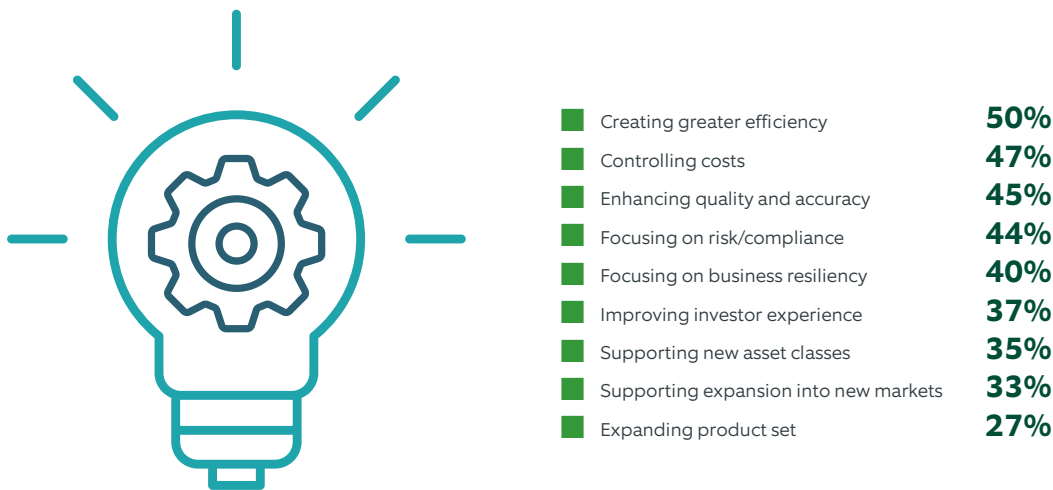 Creating greater efficiency 50%
Controlling costs 47%
Enhancing quality and accuracy 45%
Focusing on risk/compliance 44%
Focusing on business resiliency 40%
Improving investor experience 37%
Supporting new asset classes 35%
Supporting expansion into new markets 33%
Expanding product set 27%